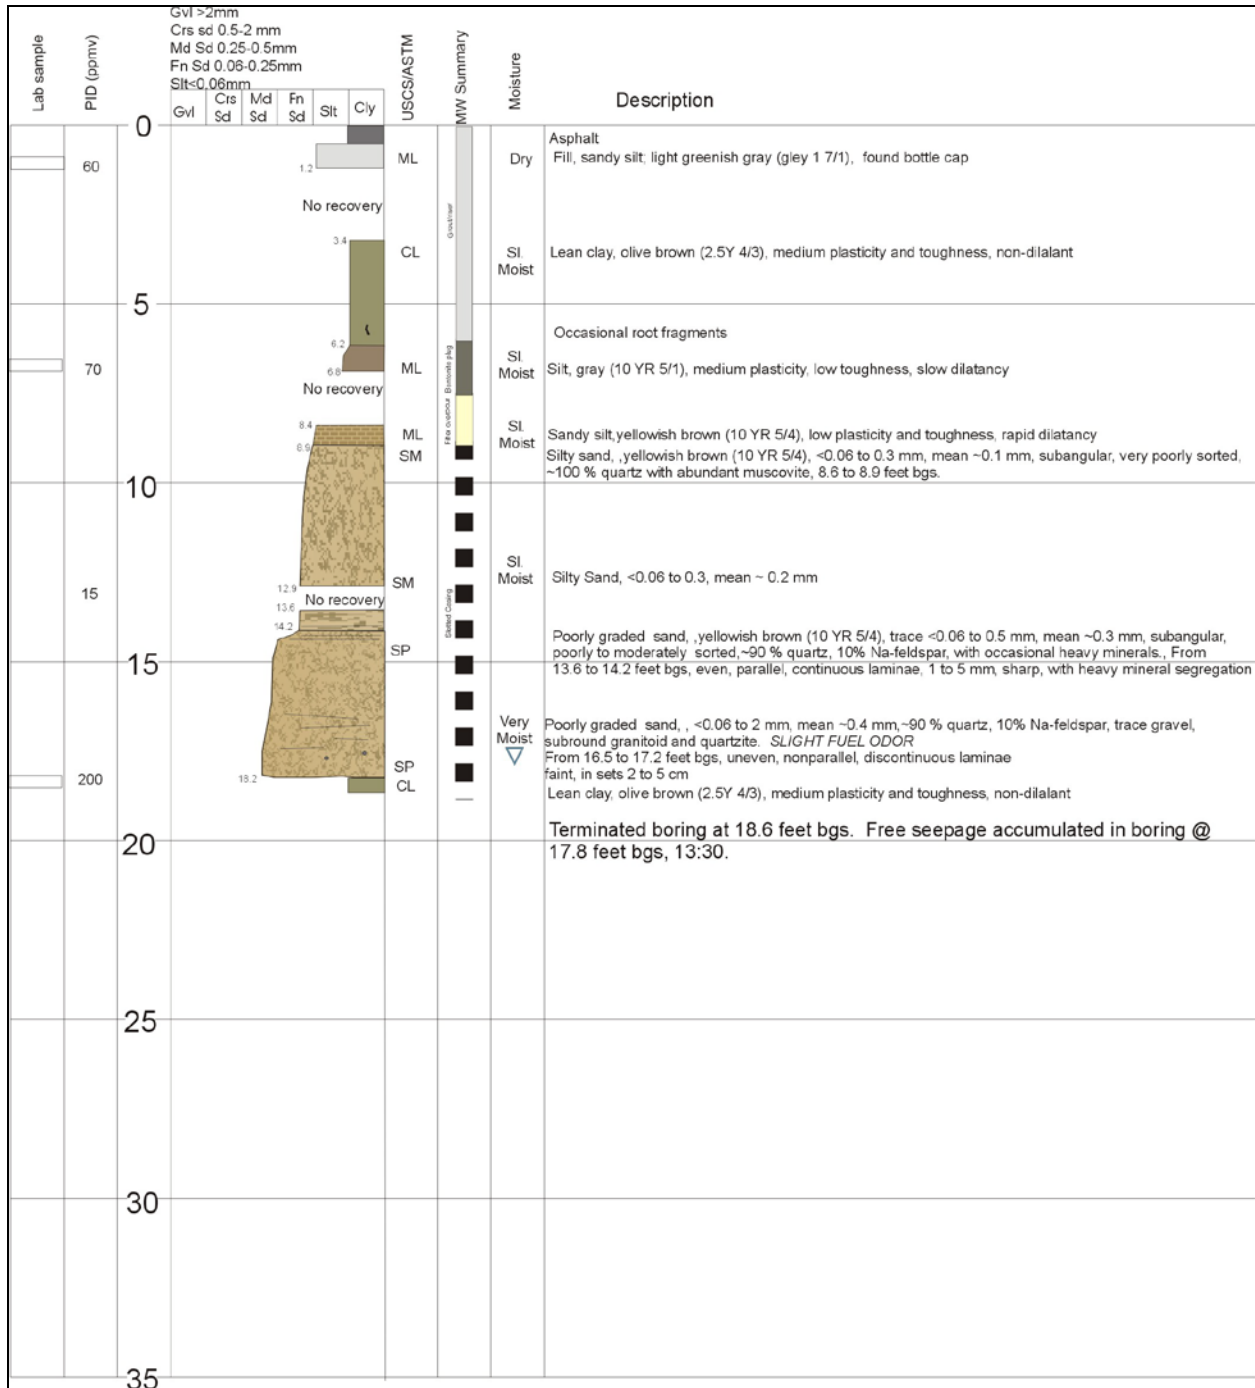 Gvl >2mm
Crs sd 0.5-2 mm
Md Sd 0.25-0.5mm
Fn Sd 0.06-0.25mm
Slt<0.06mm
Lab sample
PID (ppmv)
Gvl
Crs Sd
Md Sd
Fn Sd
Slt
Cly
USCS/ASTM
MW Summary
Moisture
Description
0
Asphalt
60
1.2
ML
Dry
Fill, sandy silt; light greenish gray (gley 1 7/1), found bottle cap
No recovery
3.4
CL
Sl. Moist
Lean clay, olive brown (2.5Y 4/3), medium plasticity and toughness, non-dilalant
5
Occasional root fragments
6.2
70
6.8
ML
Bentonite plug
Sl. Moist
Silt, gray (10 YR 5/1), medium plasticity, low toughness, slow dilatancy
No recovery
8.4
ML
Sl. Moist
Sandy silt,yellowish brown (10 YR 5/4), low plasticity and toughness, rapid dilatancy
8.9
SM
Silty sand, ,yellowish brown (10 YR 5/4), <0.06 to 0.3 mm, mean ~0.1 mm, subangular, very poorly sorted,
~100 % quartz with abundant muscovite, 8.6 to 8.9 feet bgs.
10
12.9
SM
Sl. Moist
Silty Sand, <0.06 to 0.3, mean ~ 0.2 mm
15
No recovery
13.6
Slotted Casing
14.2
SP
Poorly graded sand, ,yellowish brown (10 YR 5/4), trace <0.06 to 0.5 mm, mean ~0.3 mm, subangular,
poorly to moderately sorted,~90 % quartz, 10% Na-feldspar, with occasional heavy minerals., From
13.6 to 14.2 feet bgs, even, parallel, continuous laminae, 1 to 5 mm, sharp, with heavy mineral segregation
15
Very Moist
Poorly graded sand, , <0.06 to 2 mm, mean ~0.4 mm,~90 % quartz, 10% Na-feldspar, trace gravel,
subround granitoid and quartzite. SLIGHT FUEL ODOR
From 16.5 to 17.2 feet bgs, uneven, nonparallel, discontinuous laminae
faint, in sets 2 to 5 cm
200
18.2
SP
CL
Lean clay, olive brown (2.5Y 4/3), medium plasticity and toughness, non-dilalant
Terminated boring at 18.6 feet bgs. Free seepage accumulated in boring @
17.8 feet bgs, 13:30.
20
25
30
35